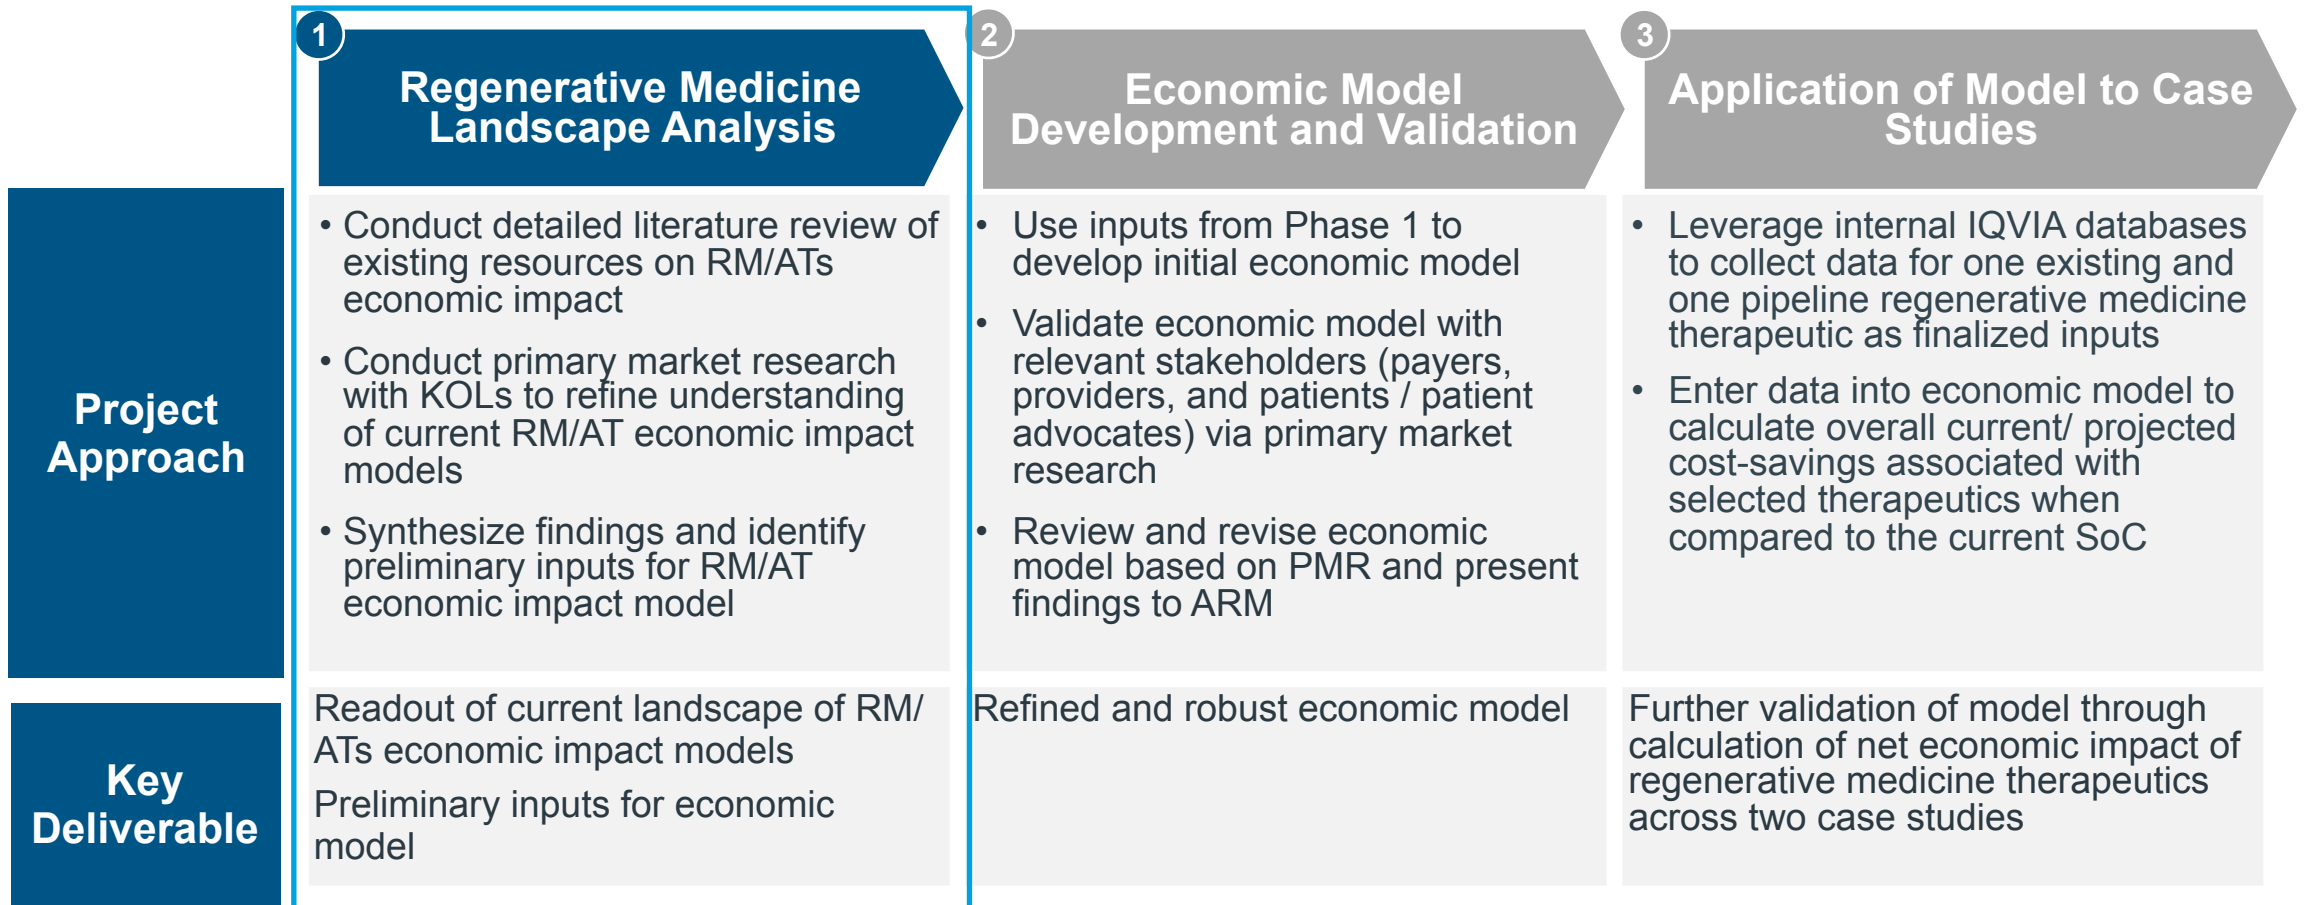 1
Regenerative Medicine
Landscape Analysis
2
Economic Model
Development and Validation
3
Application of Model to Case
Studies
Project
Approach
• Conduct detailed literature review of
existing resources on RM/ATs
economic impact
• Conduct primary market research
with KOLs to refine understanding
of current RM/AT economic impact
models
• Synthesize findings and identify
preliminary inputs for RM/AT
economic impact model
• Use inputs from Phase 1 to
develop initial economic model
• Validate economic model with
relevant stakeholders (payers,
providers, and patients / patient
advocates) via primary market
research
• Review and revise economic
model based on PMR and present
findings to ARM
• Leverage internal IQVIA databases
to collect data for one existing and
one pipeline regenerative medicine
therapeutic as finalized inputs
• Enter data into economic model to
calculate overall current/ projected
cost-savings associated with
selected therapeutics when
compared to the current SoC
Key
Deliverable
Readout of current landscape of RM/
ATs economic impact models
Preliminary inputs for economic
model
Refined and robust economic model
Further validation of model through
calculation of net economic impact of
regenerative medicine therapeutics
across two case studies